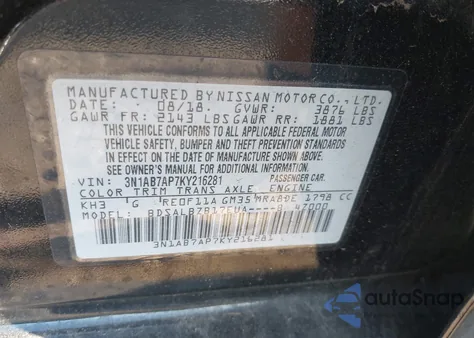 MANUFACTURED BY NISSAN MOTOR CO., LTD.
DATE: 08/18. GVWR: 3876 LBS
GAWR FR: 2143 LBS GAWR RR: 1881 LBS
THIS VEHICLE CONFORMS TO ALL APPLICABLE FEDERAL MOTOR
VEHICLE SAFETY, BUMPER, AND THEFT PREVENTION STANDARDS
IN EFFECT ON THE DATE OF MANUFACTURE SHOWN ABOVE.
SEE OWNER'S MANUAL FOR ADDITIONAL INFORMATION.
VIN: 3N1AB7AP7KY216281
COLOR TRIM TRANS AXLE ENGINE
KH3 G RE0F11A GM35 MRA8DE 1798 CC
MODEL:
3N1AB7AP7KY216281
autoSnap